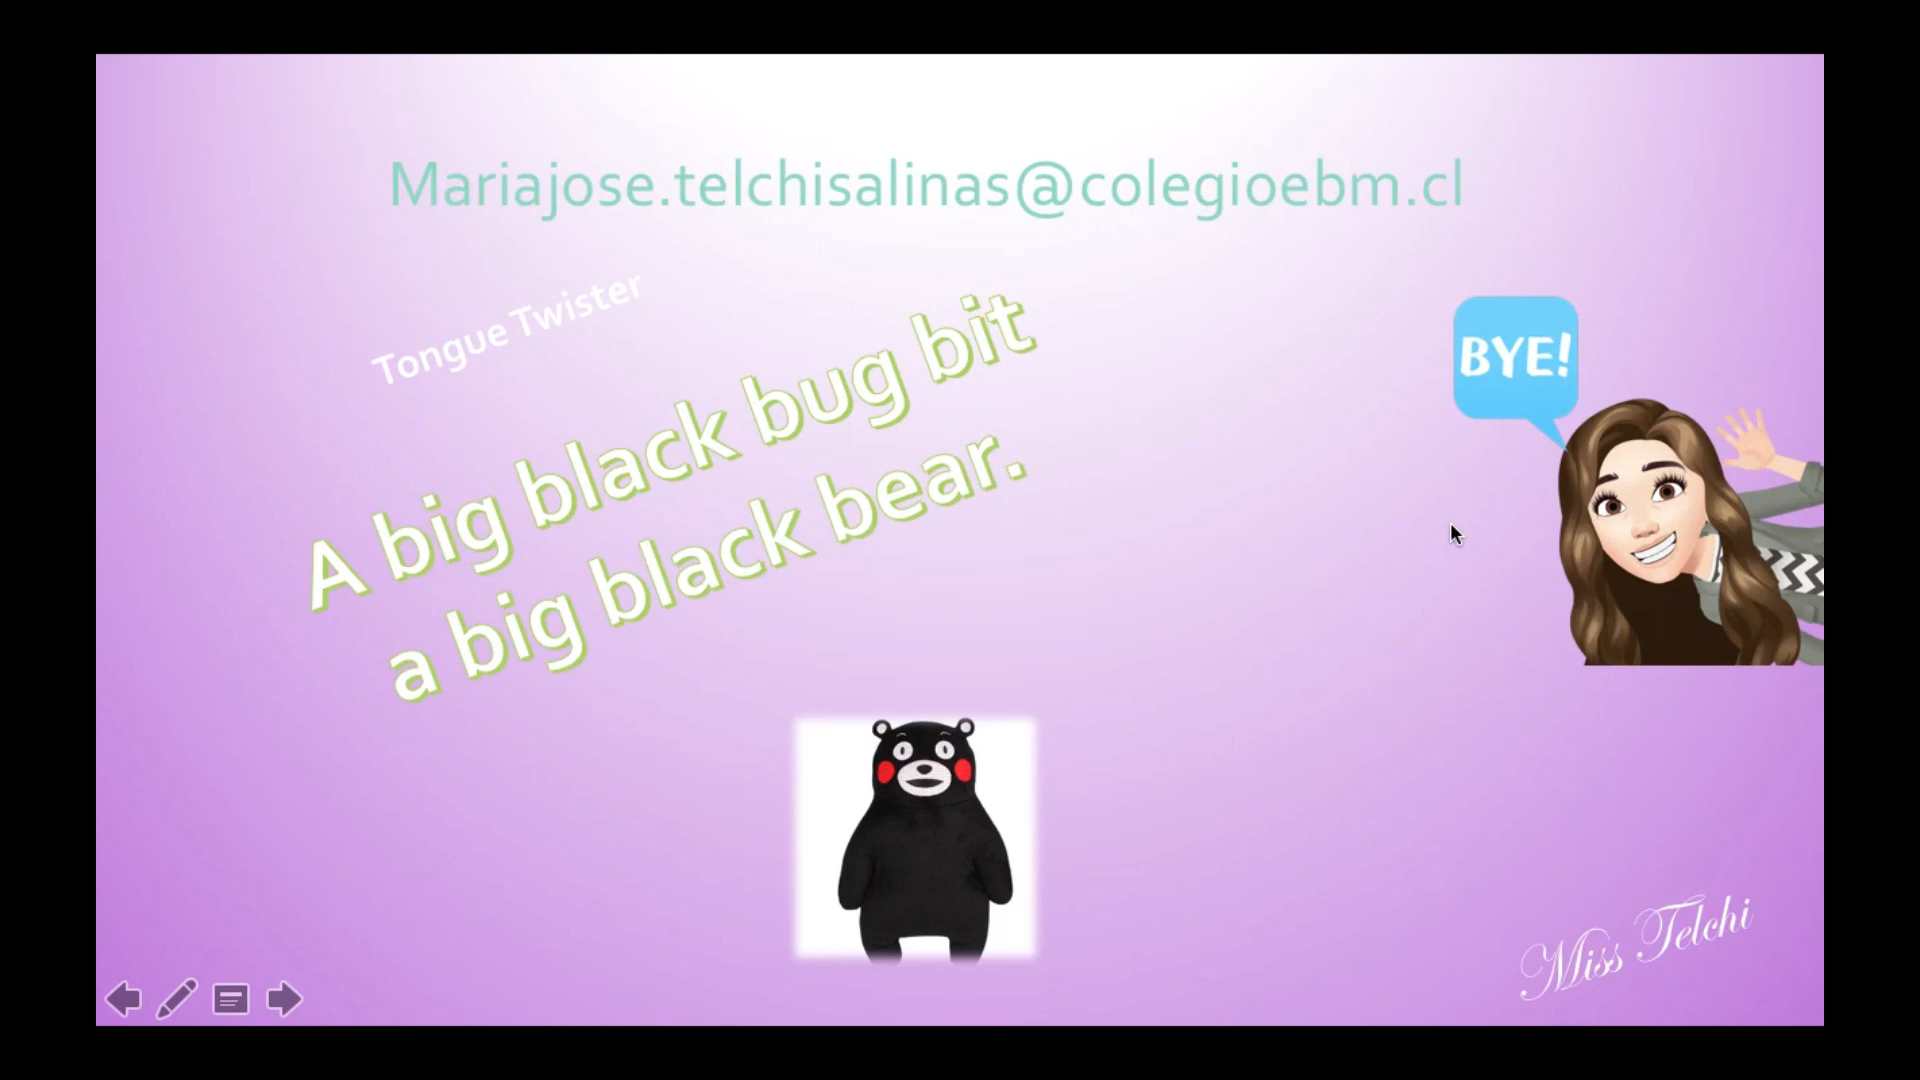 Mariajose.telchisalinas@colegioebm.cl
Tongue Twister
A big black bug bit
a big black bear.
BYE!
Miss Telchi